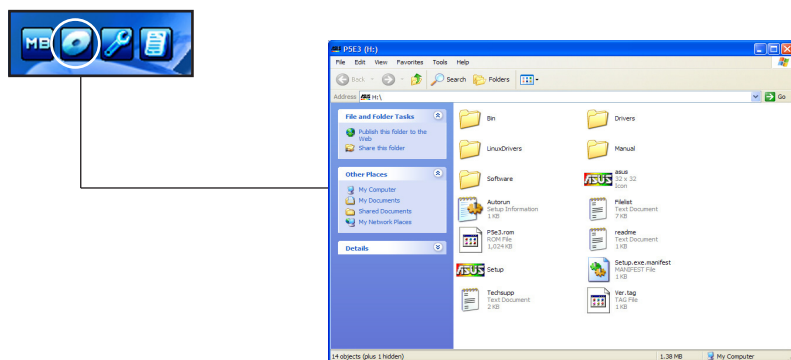 MB
P5E3 (H:)
File Edit View Favorites Tools Help
Back Search Folders
Address H:\ Go
File and Folder Tasks
Publish this folder to the
Web
Share this folder
Other Places
My Computer
My Documents
Shared Documents
My Network Places
Details
Bin
Drivers
LinuxDrivers
Manual
Software
ASUS
asus
32 x 32
Icon
Autorun
Setup Information
1 KB
Filelist
Text Document
7 KB
P5e3.rom
ROM File
1,024 KB
readme
Text Document
1 KB
ASUS
Setup
Setup.exe.manifest
MANIFEST File
1 KB
Techsupp
Text Document
2 KB
Ver.tag
TAG File
1 KB
14 objects (plus 1 hidden) 1.38 MB My Computer